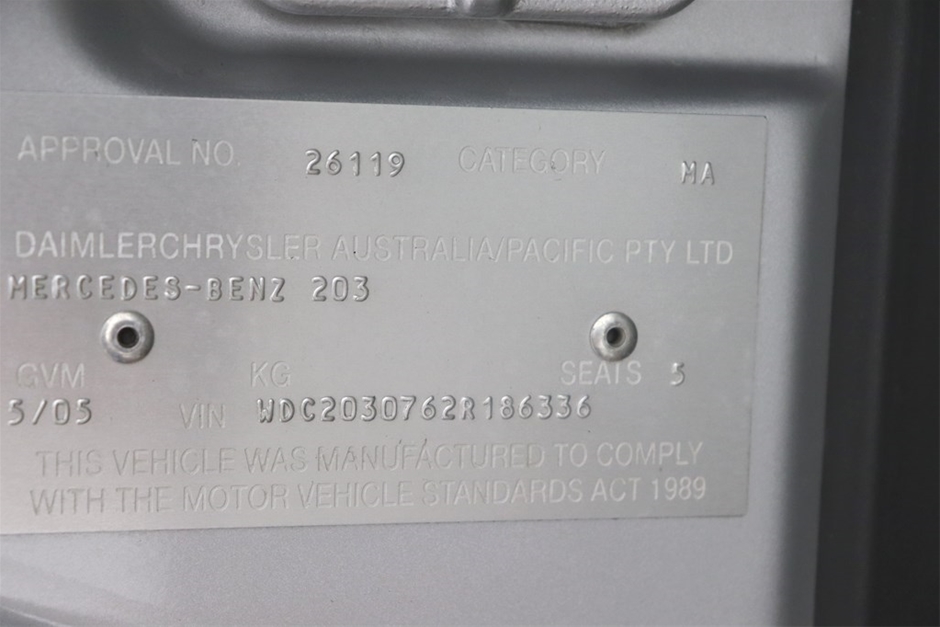 APPROVAL NO. 26119 CATEGORY MA
DAIMLERCHRYSLER AUSTRALIA/PACIFIC PTY LTD
MERCEDES-BENZ 203
GVM KG SEATS 5
5/05 VIN WDC2030762R186336
THIS VEHICLE WAS MANUFACTURED TO COMPLY
WITH THE MOTOR VEHICLE STANDARDS ACT 1989